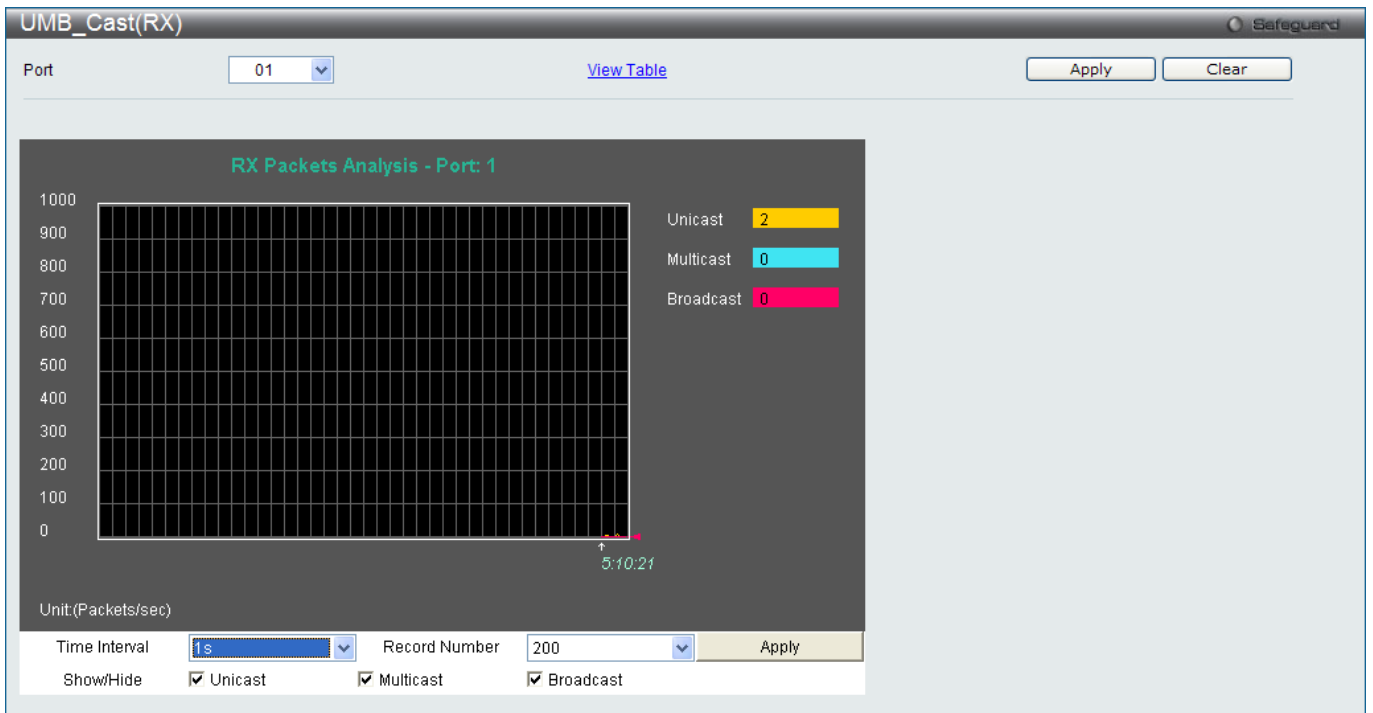 UMB_Cast(RX)
Safeguard
Port
01
View Table
Apply
Clear
RX Packets Analysis - Port: 1
1000
900
800
700
600
500
400
300
200
100
0
Unicast 2
Multicast 0
Broadcast 0
5:10:21
Unit:(Packets/sec)
Time Interval 1s Record Number 200 Apply
Show/Hide Unicast Multicast Broadcast